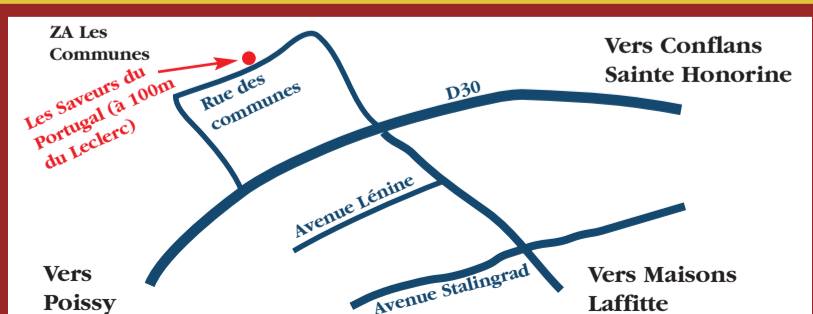 ZA Les
Communes
Les Saveurs du
Portugal (à 100m
du Leclerc)
Rue des
communes
D30
Vers Conflans
Sainte Honorine
Avenue Lénine
Avenue Stalingrad
Vers
Poissy
Vers Maisons
Laffitte